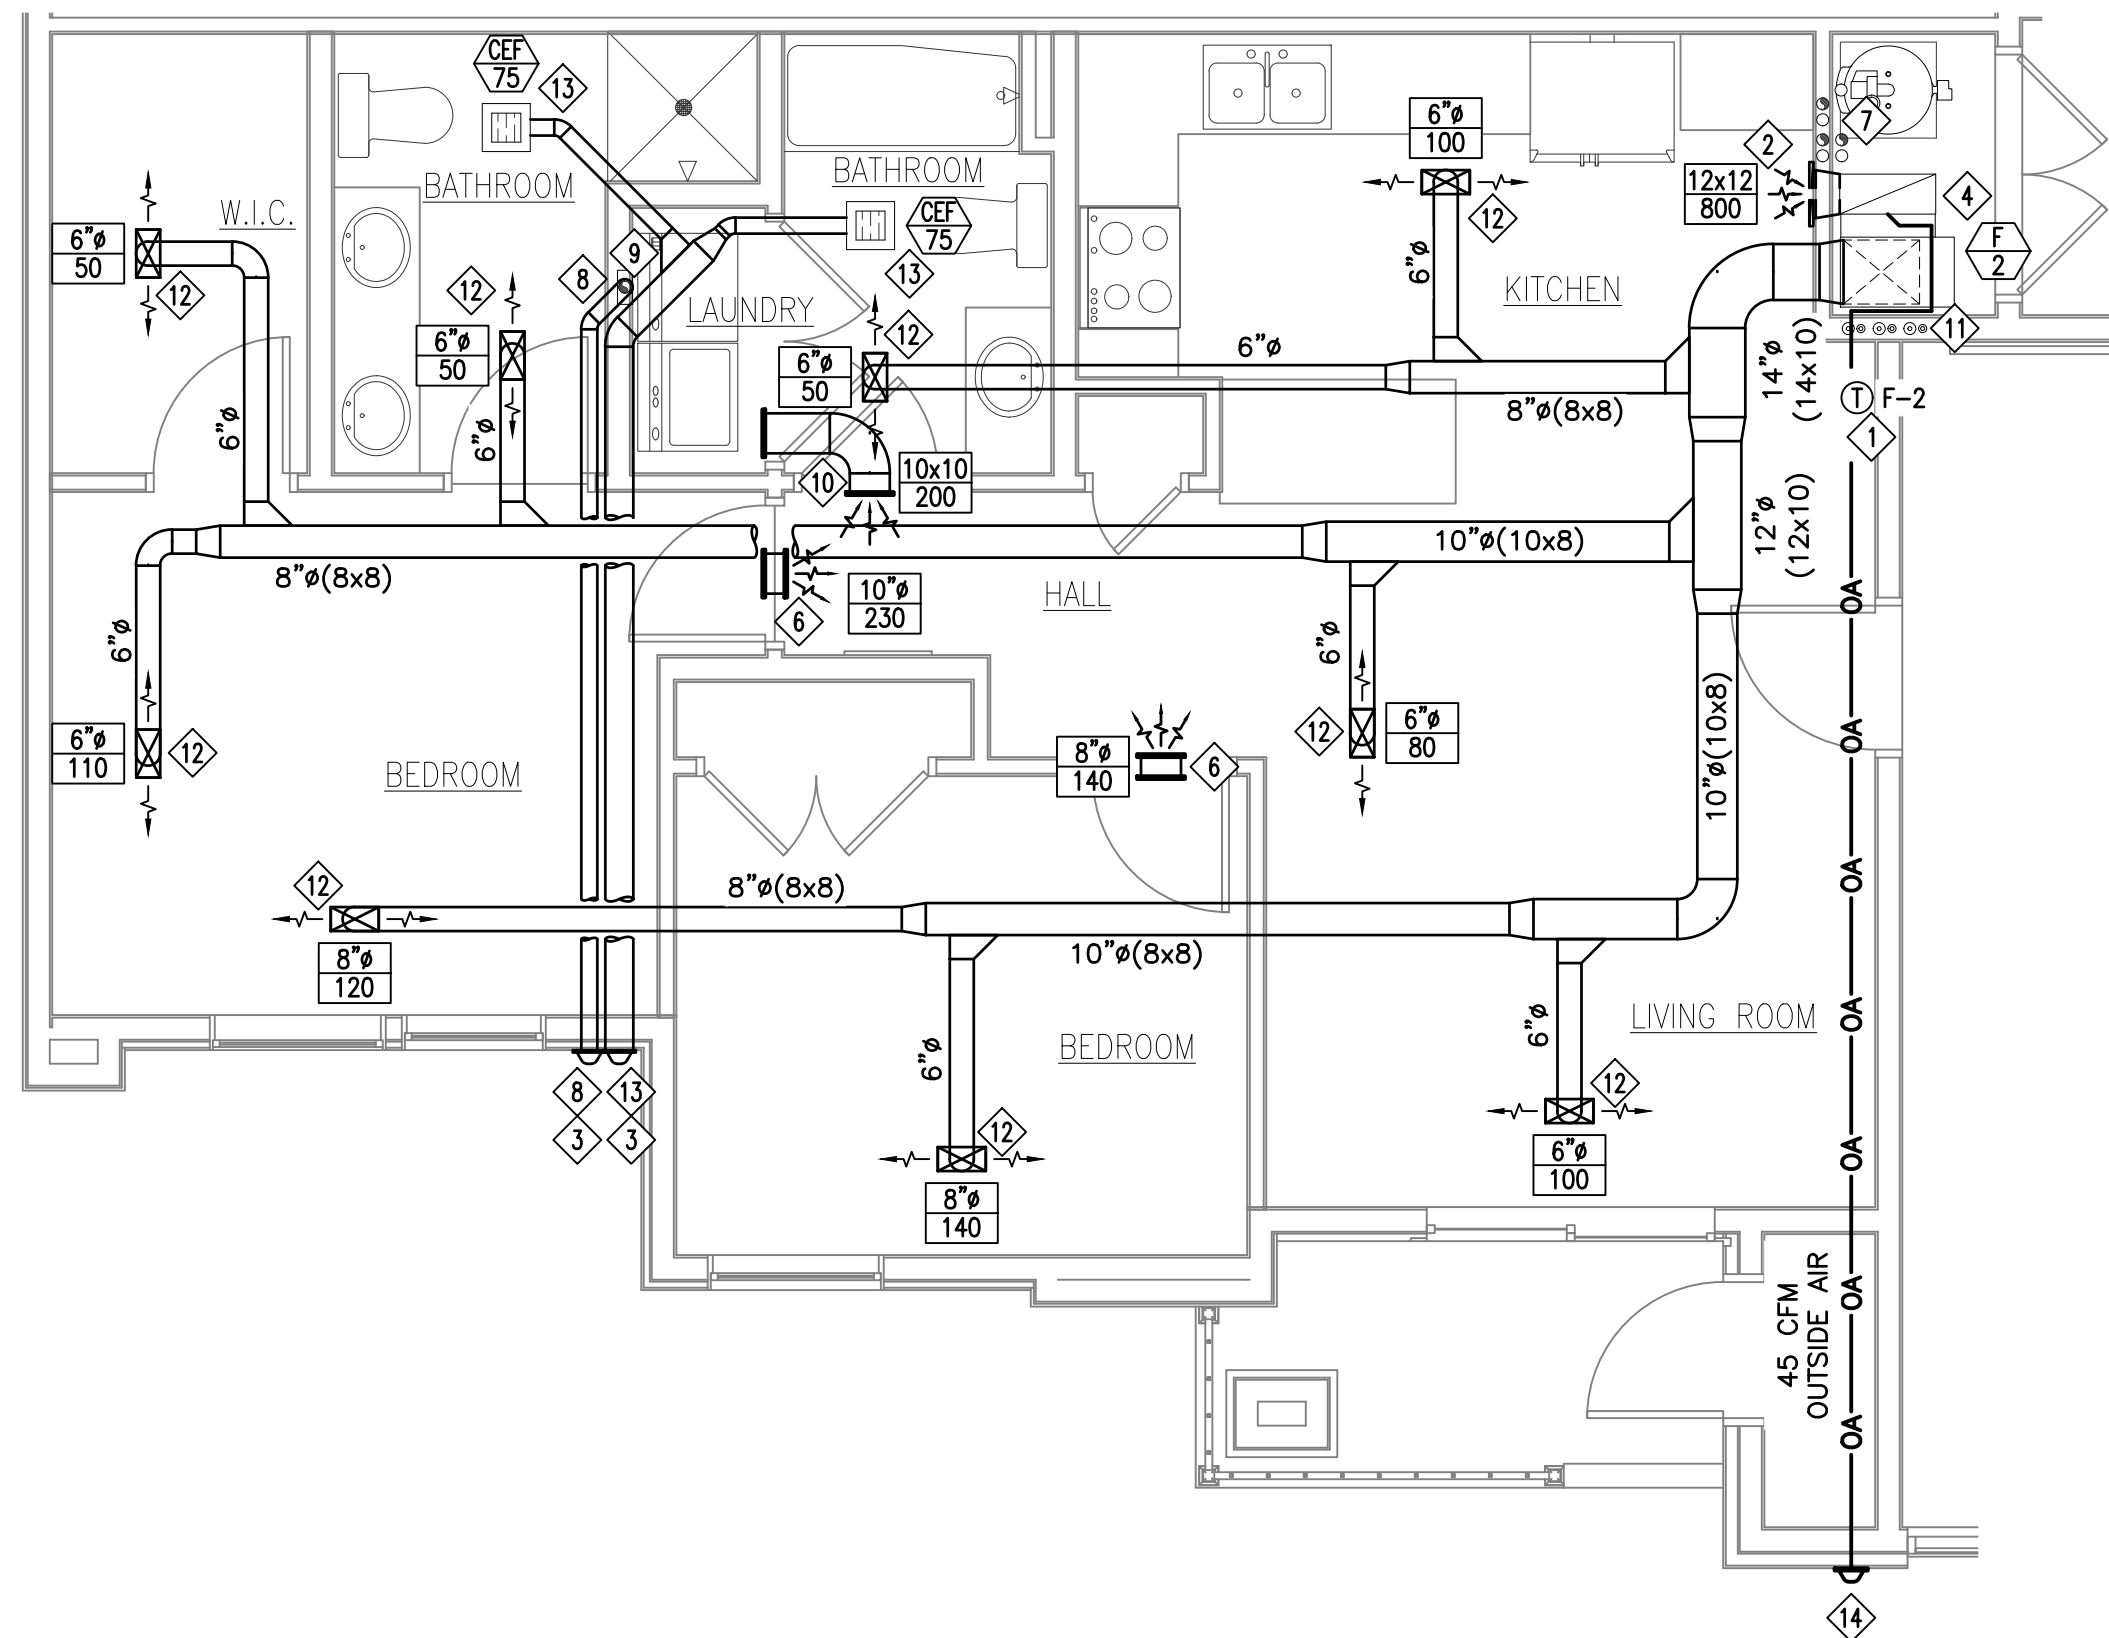 CEF
75
13
6"ø
100
2
7
BATHROOM
BATHROOM
12x12
800
4
W.I.C.
CEF
75
12
6"ø
50
9
F
2
12
12
8
13
6"ø
KITCHEN
LAUNDRY
12
11
6"ø
50
6"ø
50
6"ø
14"ø
(14x10)
T
F-2
8"ø(8x8)
1
6"ø
6"ø
10
10x10
200
12"ø
(12x10)
10"ø(10x8)
8"ø(8x8)
HALL
10"ø
230
6
OA
6"ø
6"ø
12
6"ø
80
10"ø(10x8)
OA
6"ø
110
12
BEDROOM
8"ø
140
6
12
8"ø(8x8)
OA
8"ø
120
10"ø(8x8)
6"ø
BEDROOM
6"ø
LIVING ROOM
OA
8
13
12
3
3
12
6"ø
100
OA
8"ø
140
45 CFM
OUTSIDE AIR
OA
OA
14